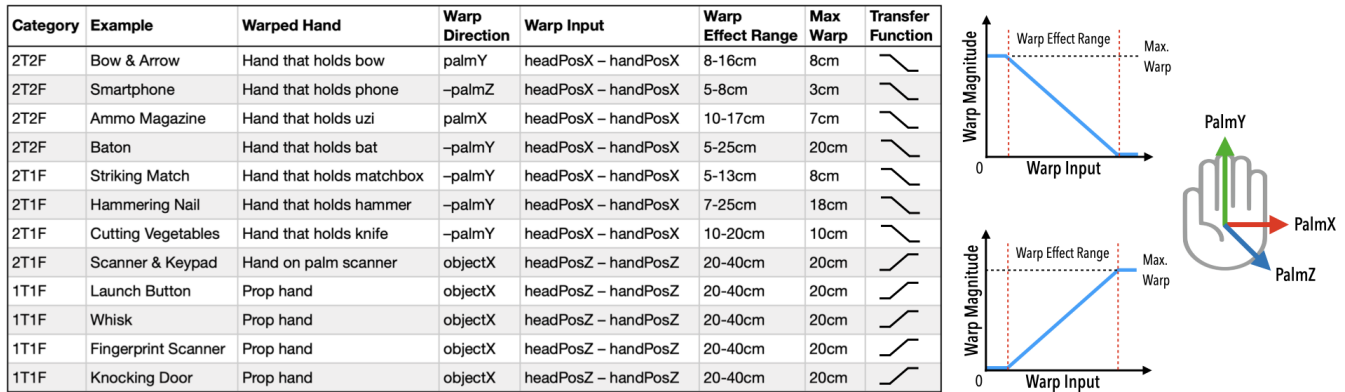 Category Example Warped Hand Warp Direction Warp Input Warp Effect Range Max Warp Transfer Function
2T2F Bow & Arrow Hand that holds bow palmY headPosX – handPosX 8-16cm 8cm
2T2F Smartphone Hand that holds phone –palmZ headPosX – handPosX 5-8cm 3cm
2T2F Ammo Magazine Hand that holds uzi palmX headPosX – handPosX 10-17cm 7cm
2T2F Baton Hand that holds bat –palmY headPosX – handPosX 5-25cm 20cm
2T1F Striking Match Hand that holds matchbox –palmY headPosX – handPosX 5-13cm 8cm
2T1F Hammering Nail Hand that holds hammer –palmY headPosX – handPosX 7-25cm 18cm
2T1F Cutting Vegetables Hand that holds knife –palmY headPosX – handPosX 10-20cm 10cm
2T1F Scanner & Keypad Hand on palm scanner objectX headPosZ – handPosZ 20-40cm 20cm
1T1F Launch Button Prop hand objectX headPosZ – handPosZ 20-40cm 20cm
1T1F Whisk Prop hand objectX headPosZ – handPosZ 20-40cm 20cm
1T1F Fingerprint Scanner Prop hand objectX headPosZ – handPosZ 20-40cm 20cm
1T1F Knocking Door Prop hand objectX headPosZ – handPosZ 20-40cm 20cm
Warp Magnitude
Warp Effect Range
Max.
Warp
0
Warp Input
Warp Magnitude
Warp Effect Range
Max.
Warp
0
Warp Input
PalmY
PalmX
PalmZ